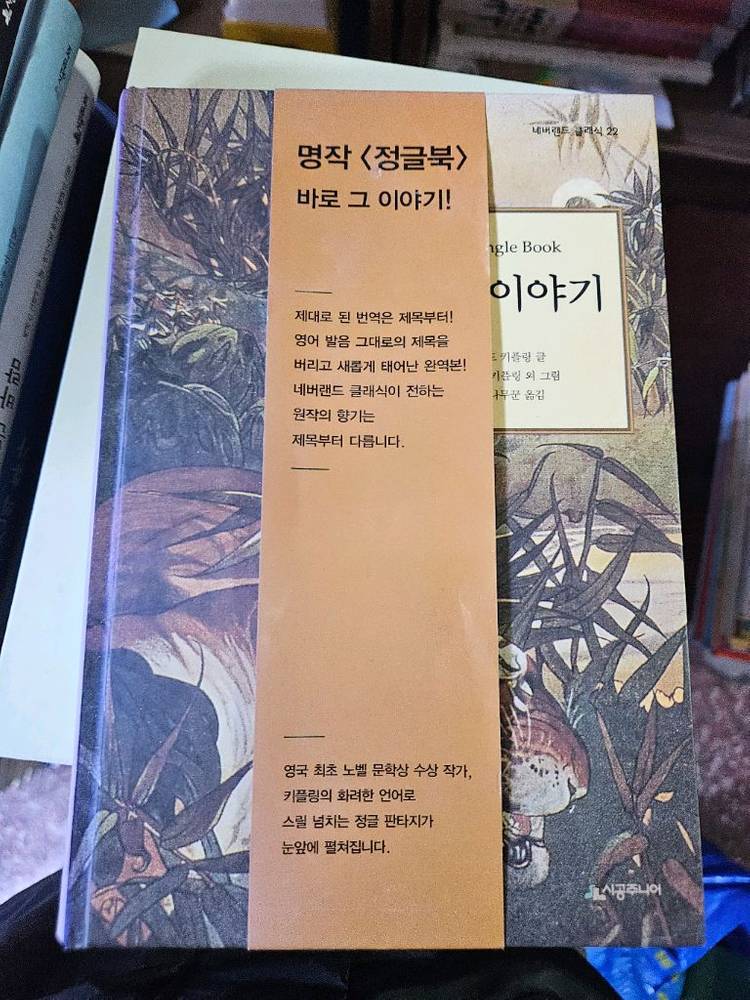 네버랜드 클래식 22
명작 <정글북>
바로 그 이야기!
ngle Book
이야기
제대로 된 번역은 제목부터!
영어 발음 그대로의 제목을
버리고 새롭게 태어난 완역본!
네버랜드 클래식이 전하는
원작의 향기는
제목부터 다릅니다.
키플링 글
키플링 외 그림
나무꾼 옮김
영국 최초 노벨 문학상 수상 작가,
키플링의 화려한 언어로
스릴 넘치는 정글 판타지가
눈앞에 펼쳐집니다.
시공주니어